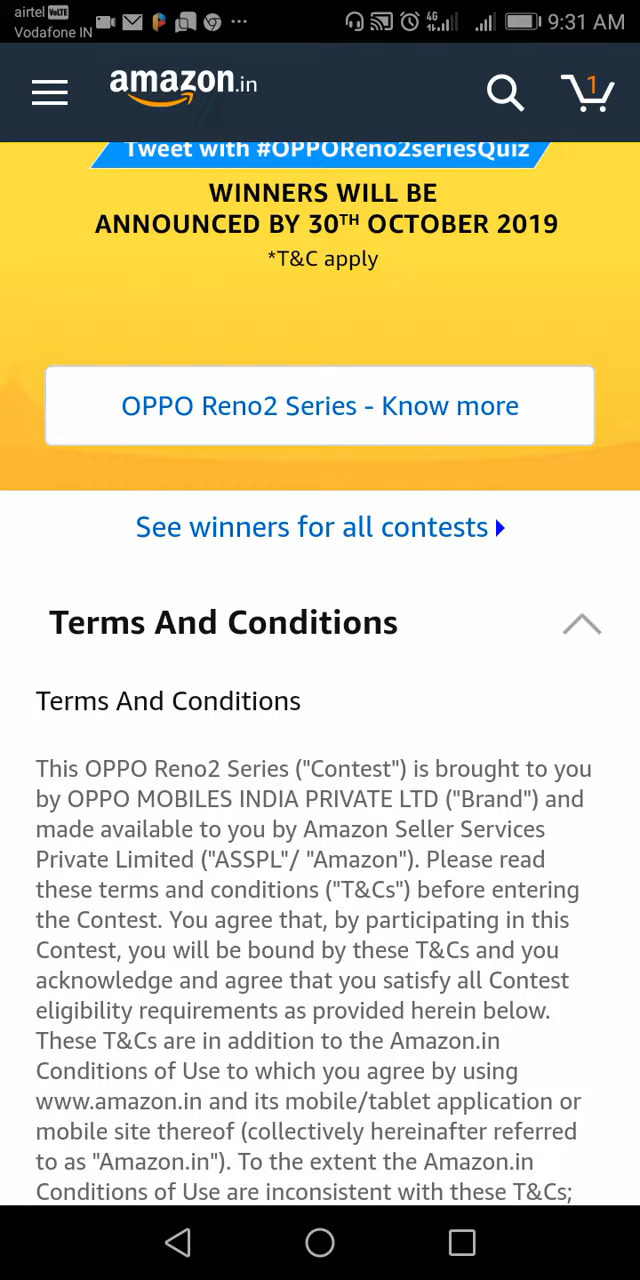 airtel VoLTE
Vodafone IN
4G
9:31 AM
amazon.in
1
Tweet with #OPPOReno2seriesQuiz
WINNERS WILL BE
ANNOUNCED BY 30TH OCTOBER 2019
*T&C apply
OPPO Reno2 Series - Know more
See winners for all contests
Terms And Conditions
Terms And Conditions
This OPPO Reno2 Series ("Contest") is brought to you
by OPPO MOBILES INDIA PRIVATE LTD ("Brand") and
made available to you by Amazon Seller Services
Private Limited ("ASSPL"/ "Amazon"). Please read
these terms and conditions ("T&Cs") before entering
the Contest. You agree that, by participating in this
Contest, you will be bound by these T&Cs and you
acknowledge and agree that you satisfy all Contest
eligibility requirements as provided herein below.
These T&Cs are in addition to the Amazon.in
Conditions of Use to which you agree by using
www.amazon.in and its mobile/tablet application or
mobile site thereof (collectively hereinafter referred
to as "Amazon.in"). To the extent the Amazon.in
Conditions of Use are inconsistent with these T&Cs;